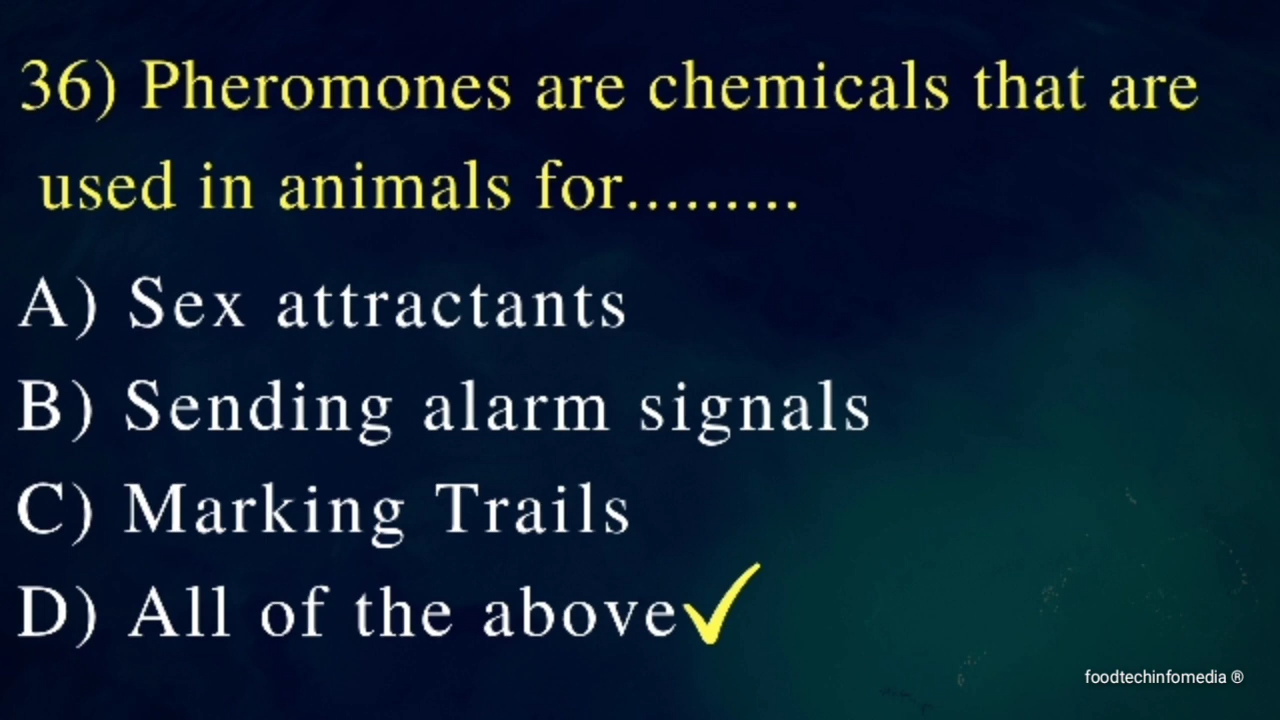 36) Pheromones are chemicals that are
used in animals for.........
A) Sex attractants
B) Sending alarm signals
C) Marking Trails
D) All of the above✓
foodtechinfomedia ®